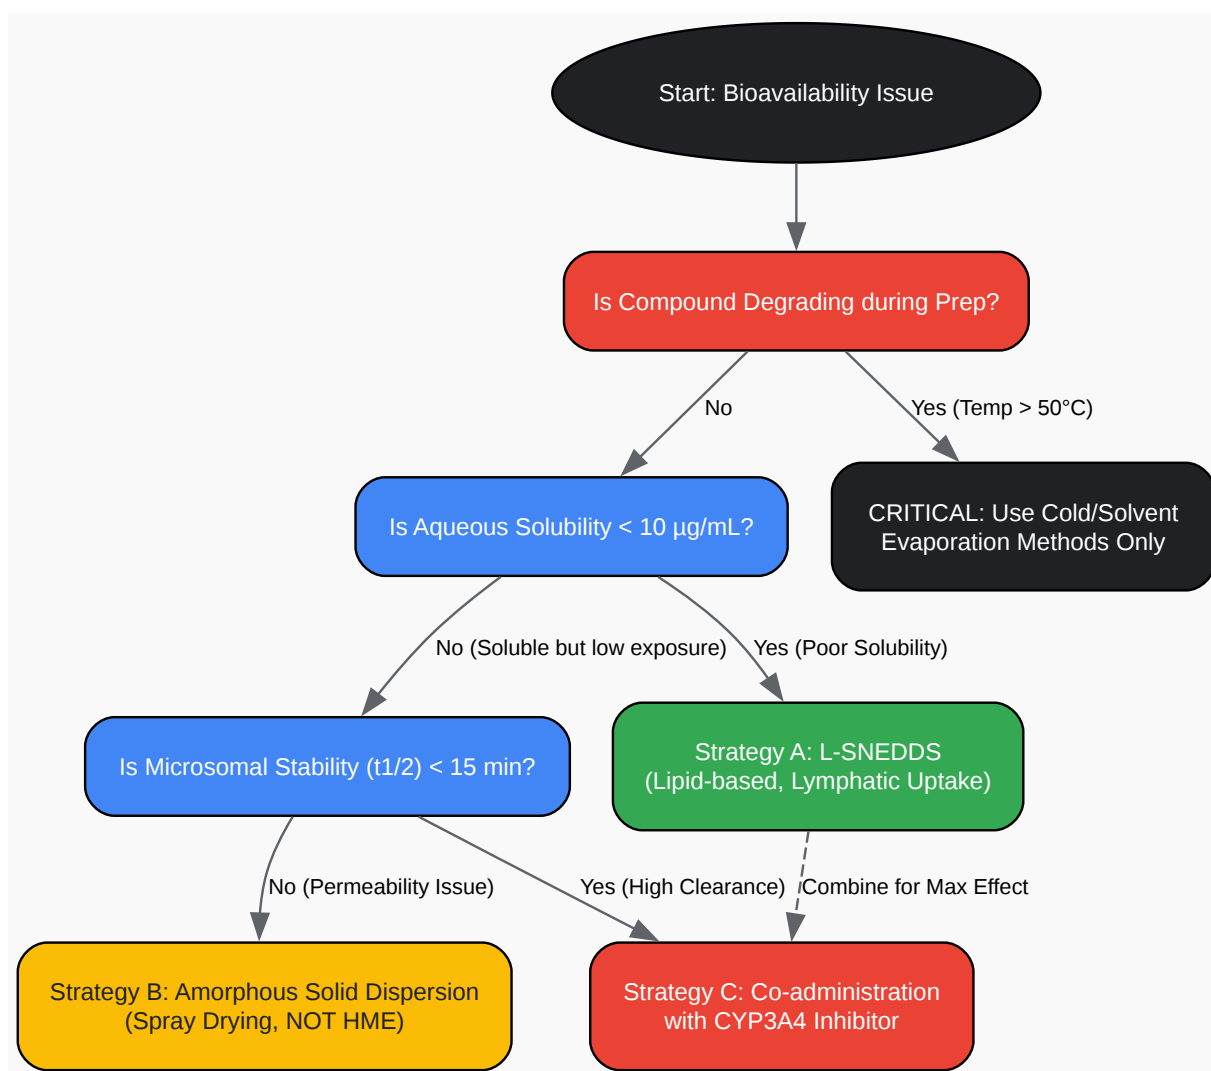 Start: Bioavailability Issue
Is Compound Degrading during Prep?
No
Yes (Temp > 50°C)
Is Aqueous Solubility < 10 µg/mL?
CRITICAL: Use Cold/Solvent
Evaporation Methods Only
No (Soluble but low exposure)
Yes (Poor Solubility)
Is Microsomal Stability (t1/2) < 15 min?
Strategy A: L-SNEDDS
(Lipid-based, Lymphatic Uptake)
No (Permeability Issue)
Yes (High Clearance)
Combine for Max Effect
Strategy B: Amorphous Solid Dispersion
(Spray Drying, NOT HME)
Strategy C: Co-administration
with CYP3A4 Inhibitor